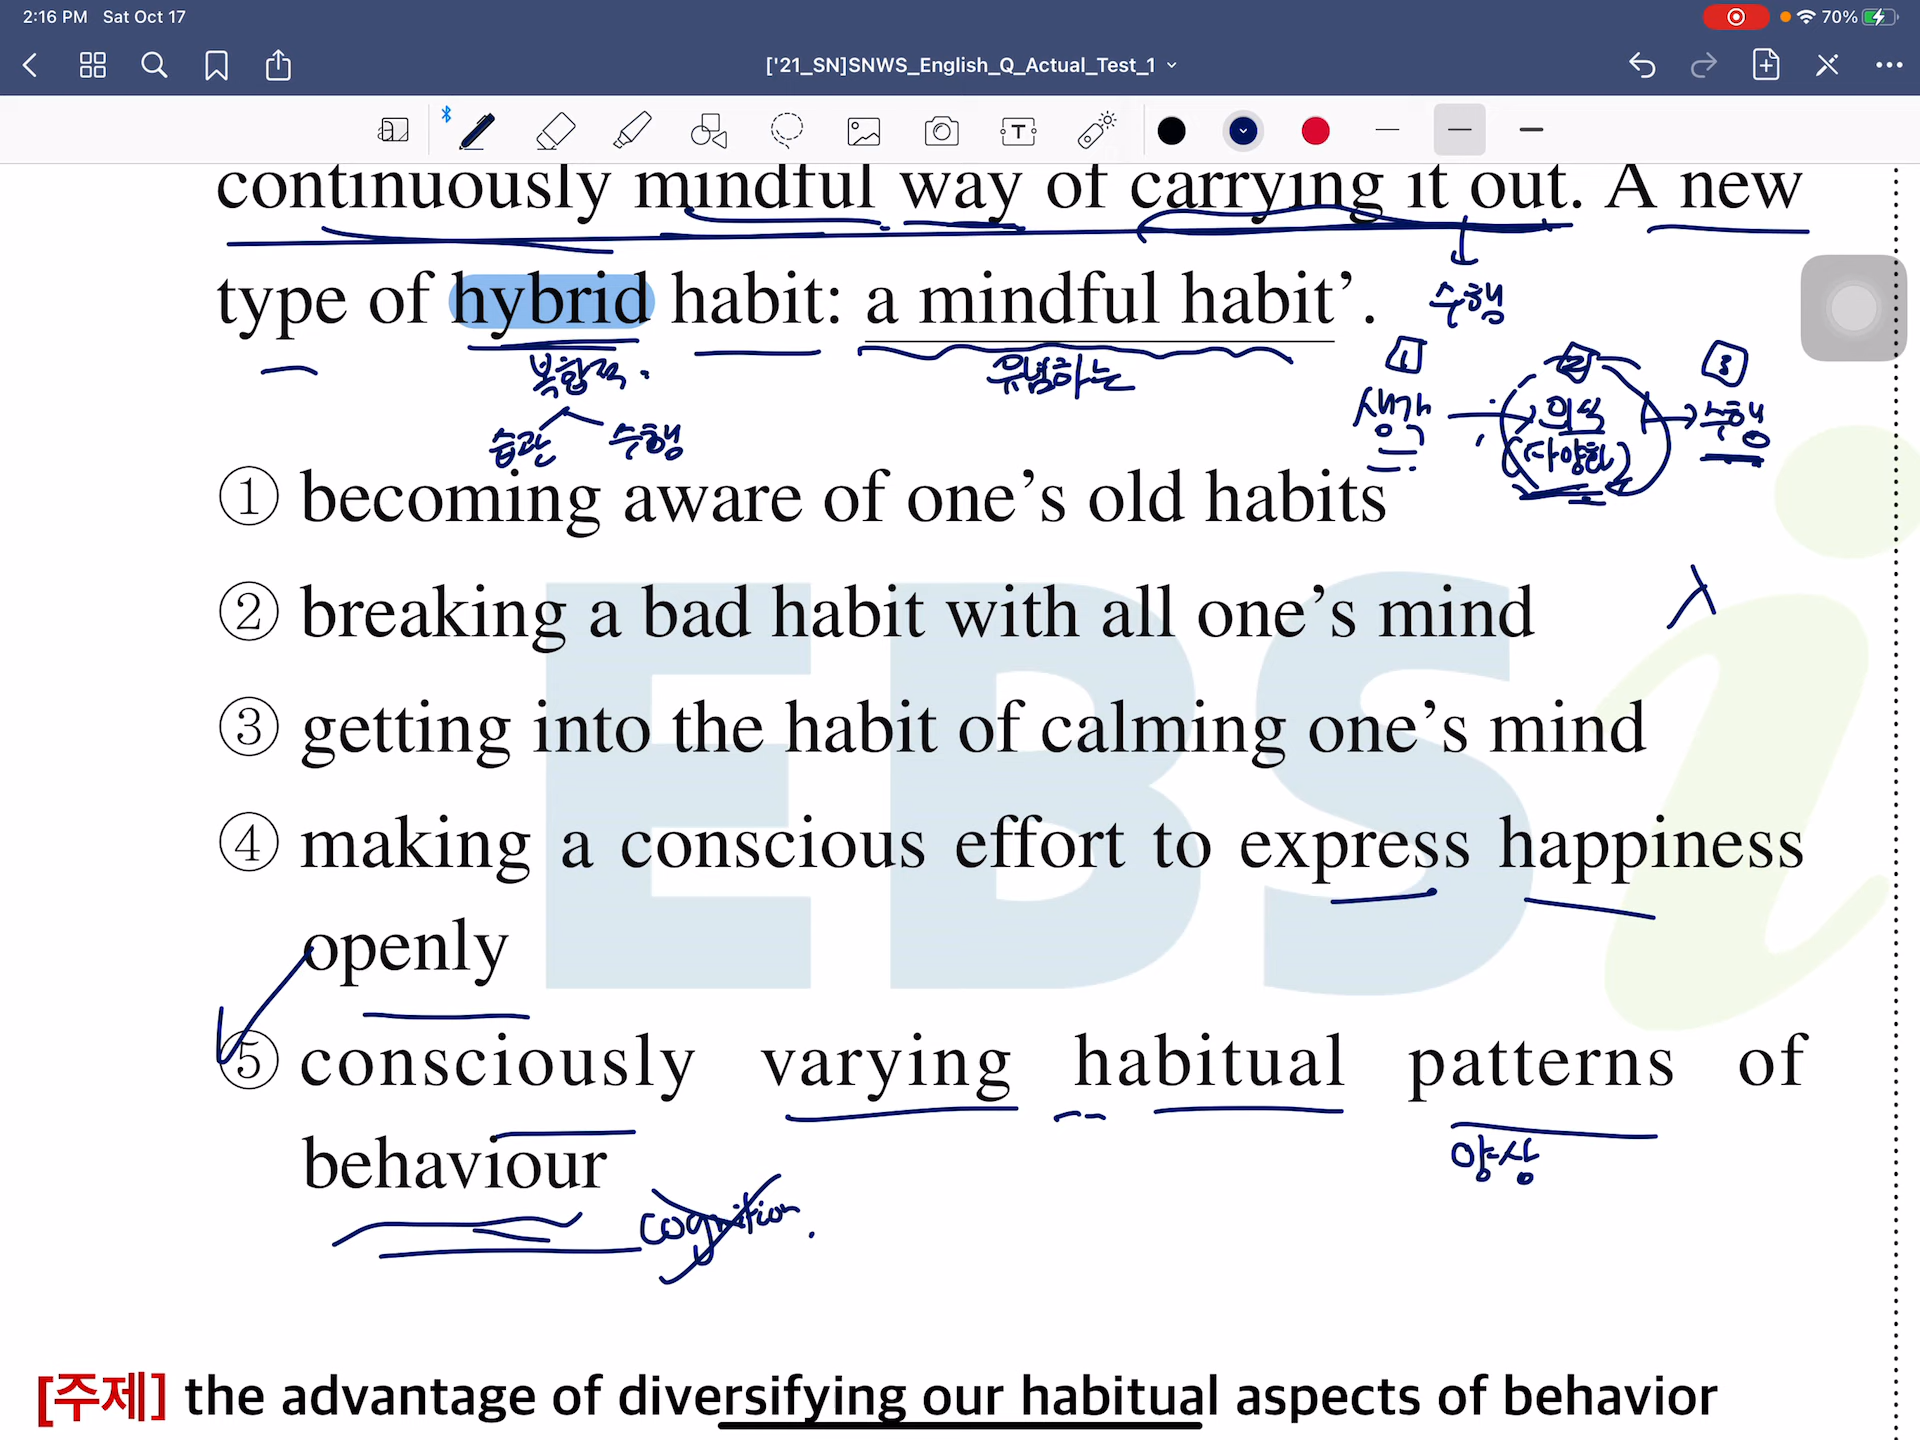 2:16 PM Sat Oct 17
70%
['21_SN]SNWS_English_Q_Actual_Test_1
continuously mindful way of carrying it out. A new
type of hybrid habit: a mindful habit’.
수행
복합적.
유념하는
습관 수행
1 2 3
생각 의식 수행
(다양한)
① becoming aware of one’s old habits
② breaking a bad habit with all one’s mind
③ getting into the habit of calming one’s mind
④ making a conscious effort to express happiness
openly
⑤ consciously varying habitual patterns of
양상
behaviour
cognition.
EBSi
[주제] the advantage of diversifying our habitual aspects of behavior